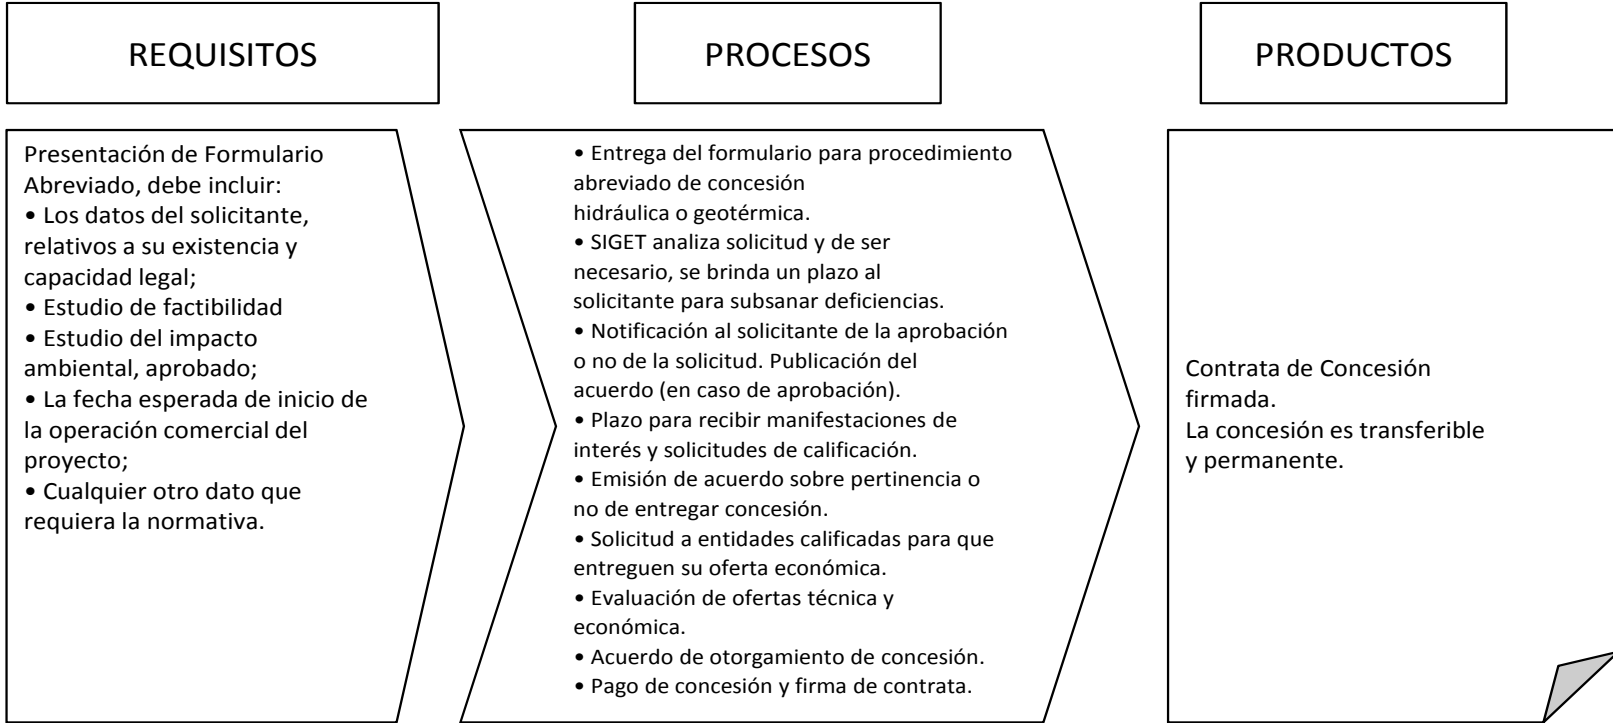 REQUISITOS
PROCESOS
PRODUCTOS
Presentación de Formulario
Abreviado, debe incluir:
• Los datos del solicitante,
relativos a su existencia y
capacidad legal;
• Estudio de factibilidad
• Estudio del impacto
ambiental, aprobado;
• La fecha esperada de inicio de
la operación comercial del
proyecto;
• Cualquier otro dato que
requiera la normativa.
• Entrega del formulario para procedimiento
abreviado de concesión
hidráulica o geotérmica.
• SIGET analiza solicitud y de ser
necesario, se brinda un plazo al
solicitante para subsanar deficiencias.
• Notificación al solicitante de la aprobación
o no de la solicitud. Publicación del
acuerdo (en caso de aprobación).
• Plazo para recibir manifestaciones de
interés y solicitudes de calificación.
• Emisión de acuerdo sobre pertinencia o
no de entregar concesión.
• Solicitud a entidades calificadas para que
entreguen su oferta económica.
• Evaluación de ofertas técnica y
económica.
• Acuerdo de otorgamiento de concesión.
• Pago de concesión y firma de contrata.
Contrata de Concesión
firmada.
La concesión es transferible
y permanente.